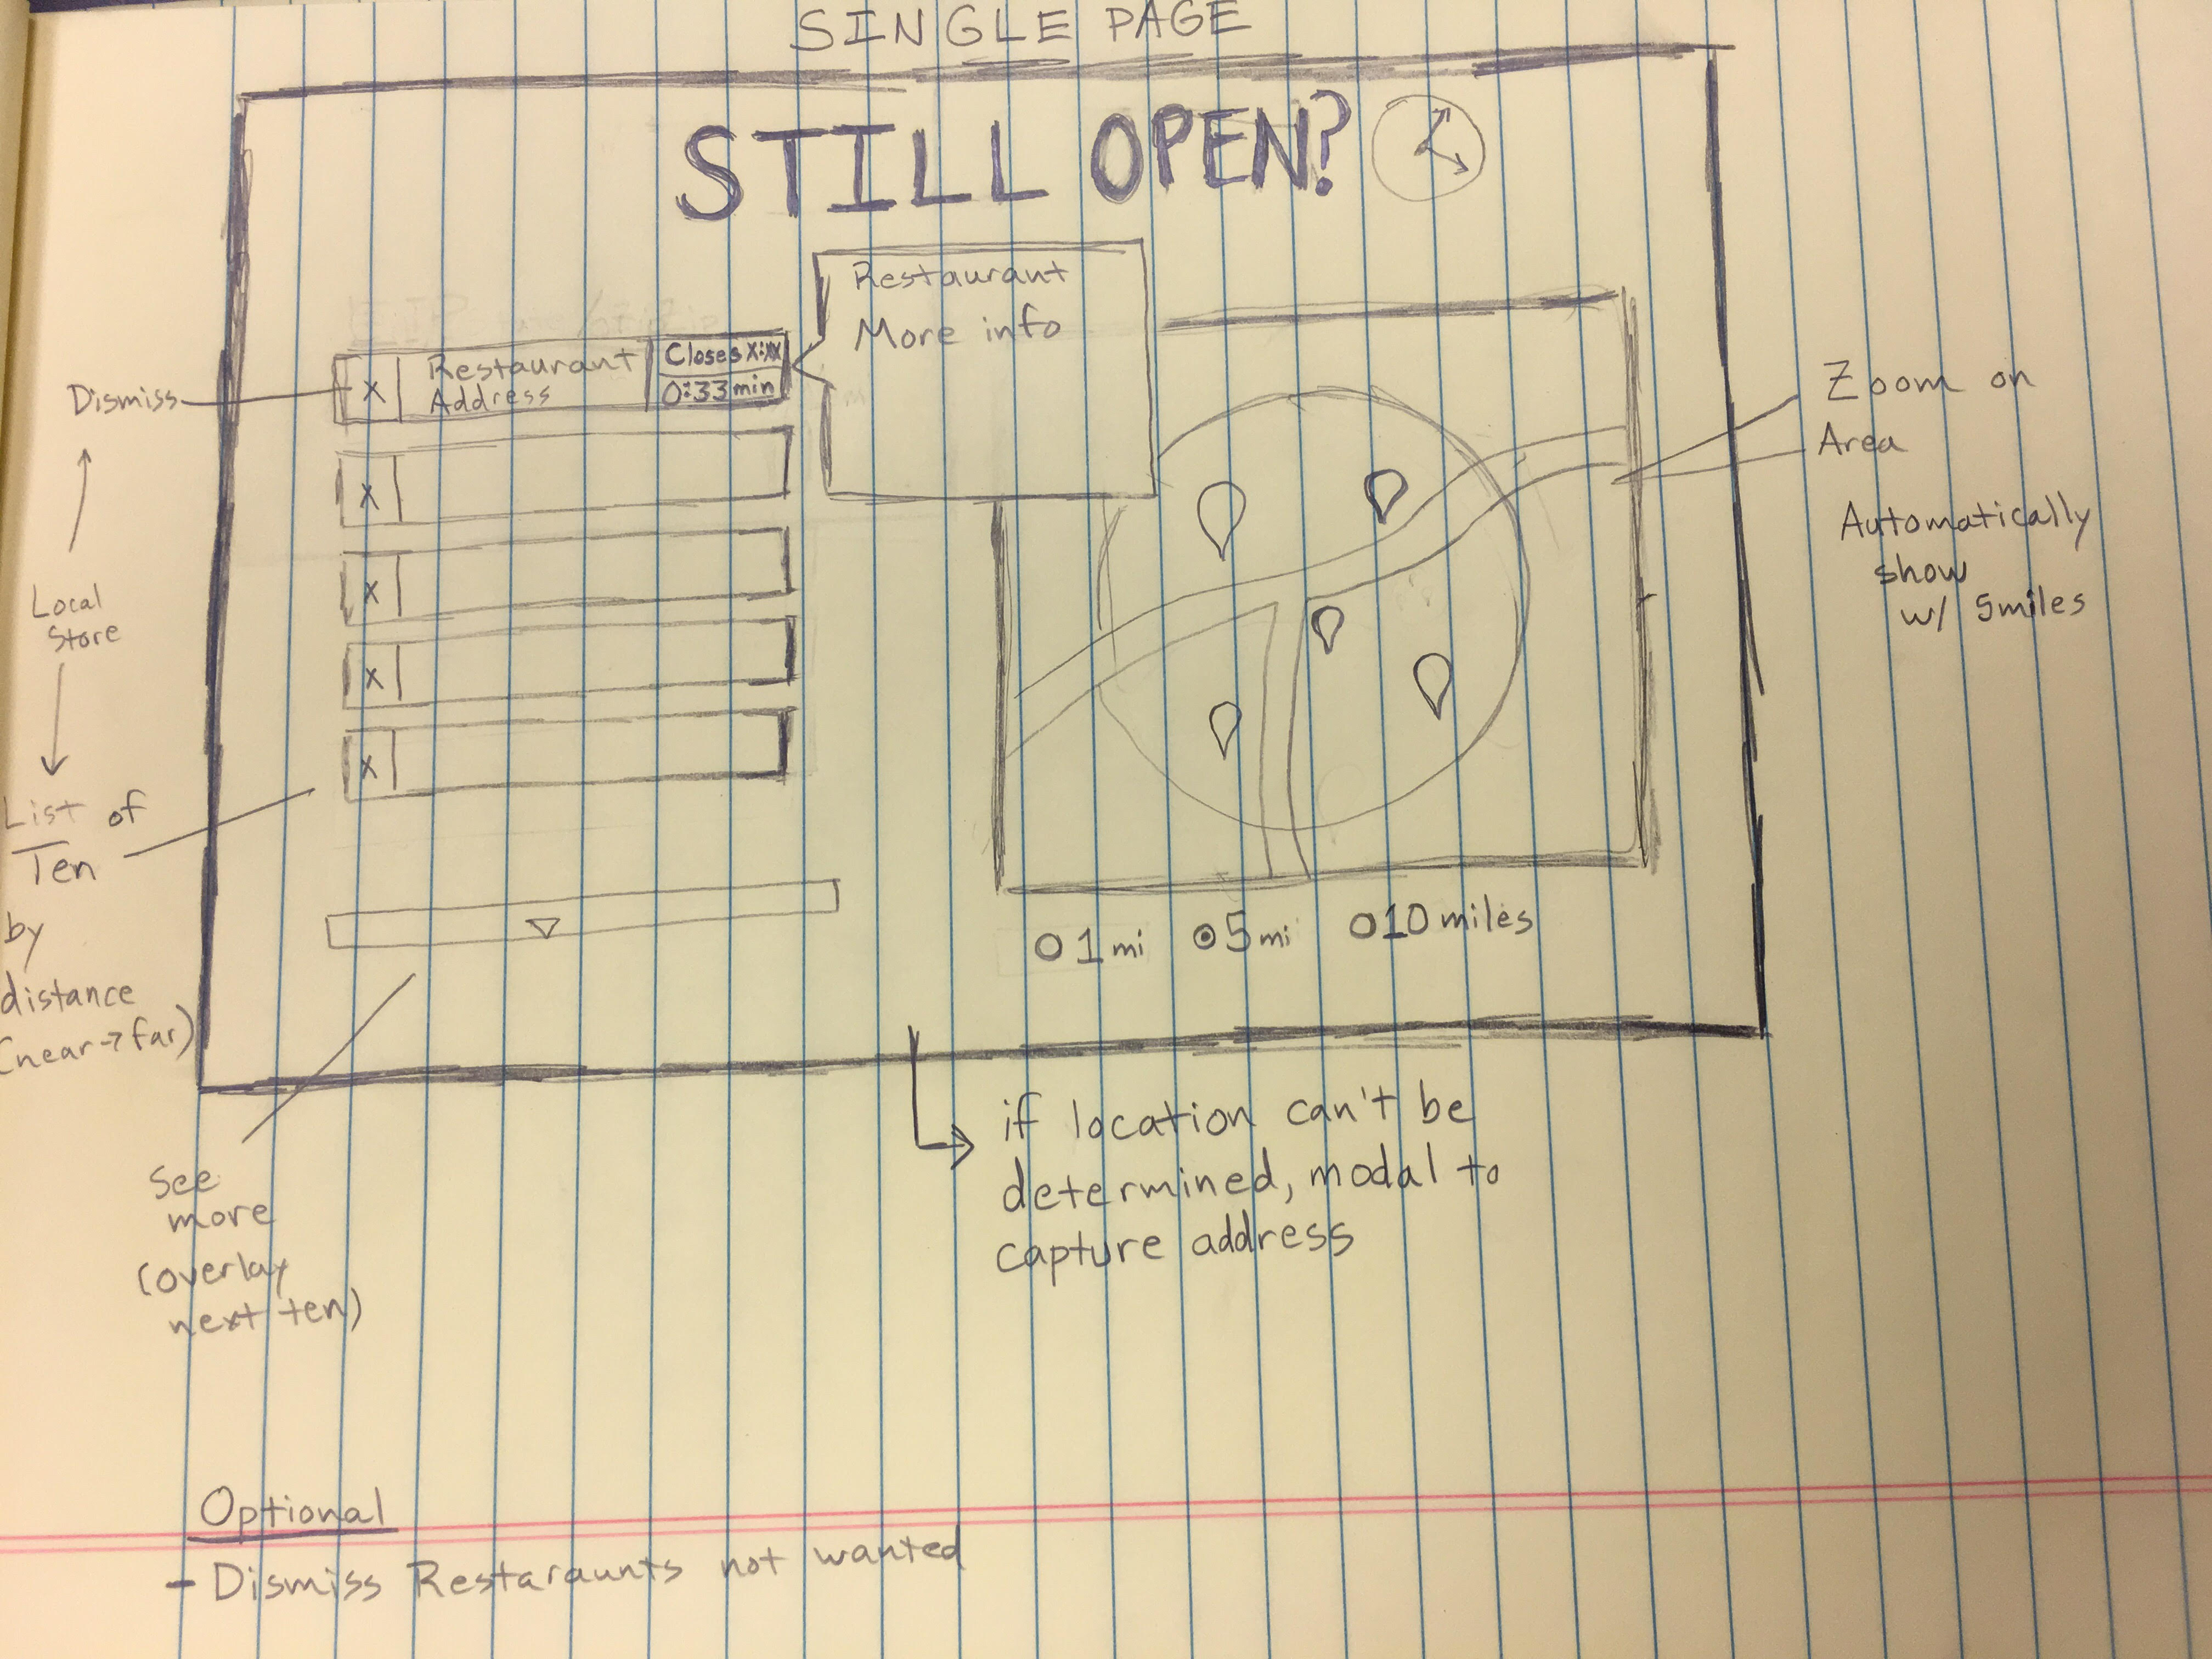 SINGLE PAGE
STILL OPEN?
Restaurant
More info
Dismiss
X
Restaurant
Address
Closes X:XX
0:33 min
X
X
X
X
Local
Store
List of
Ten
by
distance
(near→far)
Zoom on
Area
Automatically
show
w/ 5miles
1 mi
5 mi
10 miles
See
more
(overlay
next ten)
if location can't be
determined, modal to
capture address
Optional
- Dismiss Restaraunts not wanted